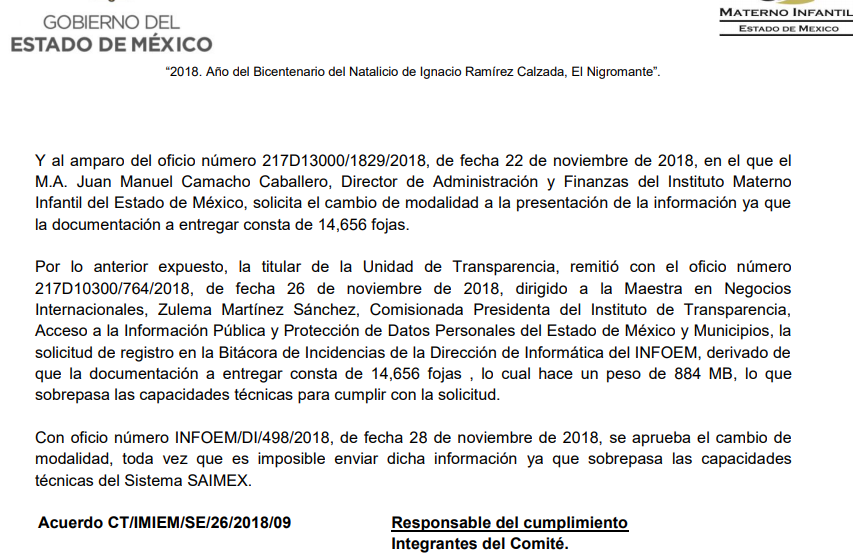 GOBIERNO DEL
ESTADO DE MÉXICO
MATERNO INFANTIL
ESTADO DE MÉXICO
“2018. Año del Bicentenario del Natalicio de Ignacio Ramírez Calzada, El Nigromante”.
Y al amparo del oficio número 217D13000/1829/2018, de fecha 22 de noviembre de 2018, en el que el
M.A. Juan Manuel Camacho Caballero, Director de Administración y Finanzas del Instituto Materno
Infantil del Estado de México, solicita el cambio de modalidad a la presentación de la información ya que
la documentación a entregar consta de 14,656 fojas.
Por lo anterior expuesto, la titular de la Unidad de Transparencia, remitió con el oficio número
217D10300/764/2018, de fecha 26 de noviembre de 2018, dirigido a la Maestra en Negocios
Internacionales, Zulema Martínez Sánchez, Comisionada Presidenta del Instituto de Transparencia,
Acceso a la Información Pública y Protección de Datos Personales del Estado de México y Municipios, la
solicitud de registro en la Bitácora de Incidencias de la Dirección de Informática del INFOEM, derivado de
que la documentación a entregar consta de 14,656 fojas , lo cual hace un peso de 884 MB, lo que
sobrepasa las capacidades técnicas para cumplir con la solicitud.
Con oficio número INFOEM/DI/498/2018, de fecha 28 de noviembre de 2018, se aprueba el cambio de
modalidad, toda vez que es imposible enviar dicha información ya que sobrepasa las capacidades
técnicas del Sistema SAIMEX.
Acuerdo CT/IMIEM/SE/26/2018/09
Responsable del cumplimiento
Integrantes del Comité.